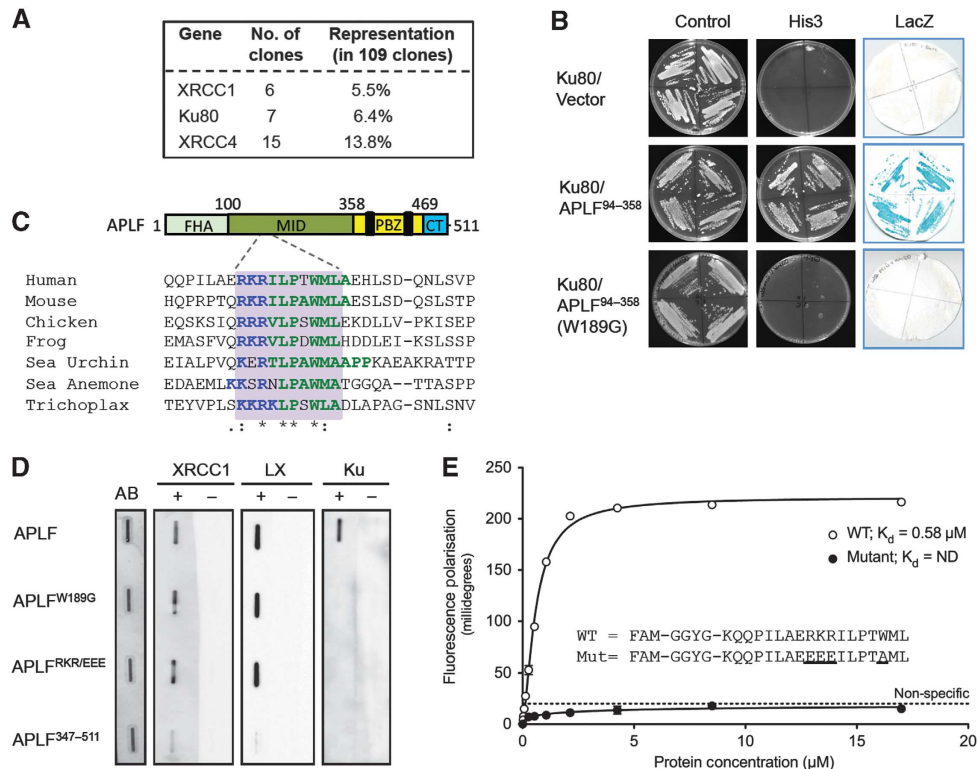 A
Gene No. of clones Representation (in 109 clones)
XRCC1 6 5.5%
Ku80 7 6.4%
XRCC4 15 13.8%
B
Control His3 LacZ
Ku80/
Vector
Ku80/
APLF94–358
Ku80/
APLF94–358
(W189G)
C
100 358 469
APLF 1 FHA MID PBZ CT 511
Human QQPILAERKRILPTWMLAEHLSD-QNLSVP
Mouse HQPRPTQRKRILPAWMLAESLSD-QSLSTP
Chicken EQSKSIQRRRVLPSWMLEKDLLV-PKISEP
Frog EMASFVQRKRVLPDWMLHDDLEI-KSLSSP
Sea Urchin EIALPVQKERTLPAWMAAPPKAEAKRATTP
Sea Anemone EDAEMLKKSRNLPAWMATGGQA--TTASPP
Trichoplax TEYVPLSKKRKLPSWLADLAPAG-SNLSNV
.: * ** *: :
D
XRCC1 LX Ku
AB + – + – + –
APLF
APLFW189G
APLFRKR/EEE
APLF347–511
E
250
200
150
100
50
0
Fluorescence polarisation
(millidegrees)
WT; Kd = 0.58 µM
Mutant; Kd = ND
WT = FAM-GGYG-KQQPILAERKRILPTWML
Mut= FAM-GGYG-KQQPILAEEEEILPTAML
Non-specific
0 5 10 15 20
Protein concentration (µM)